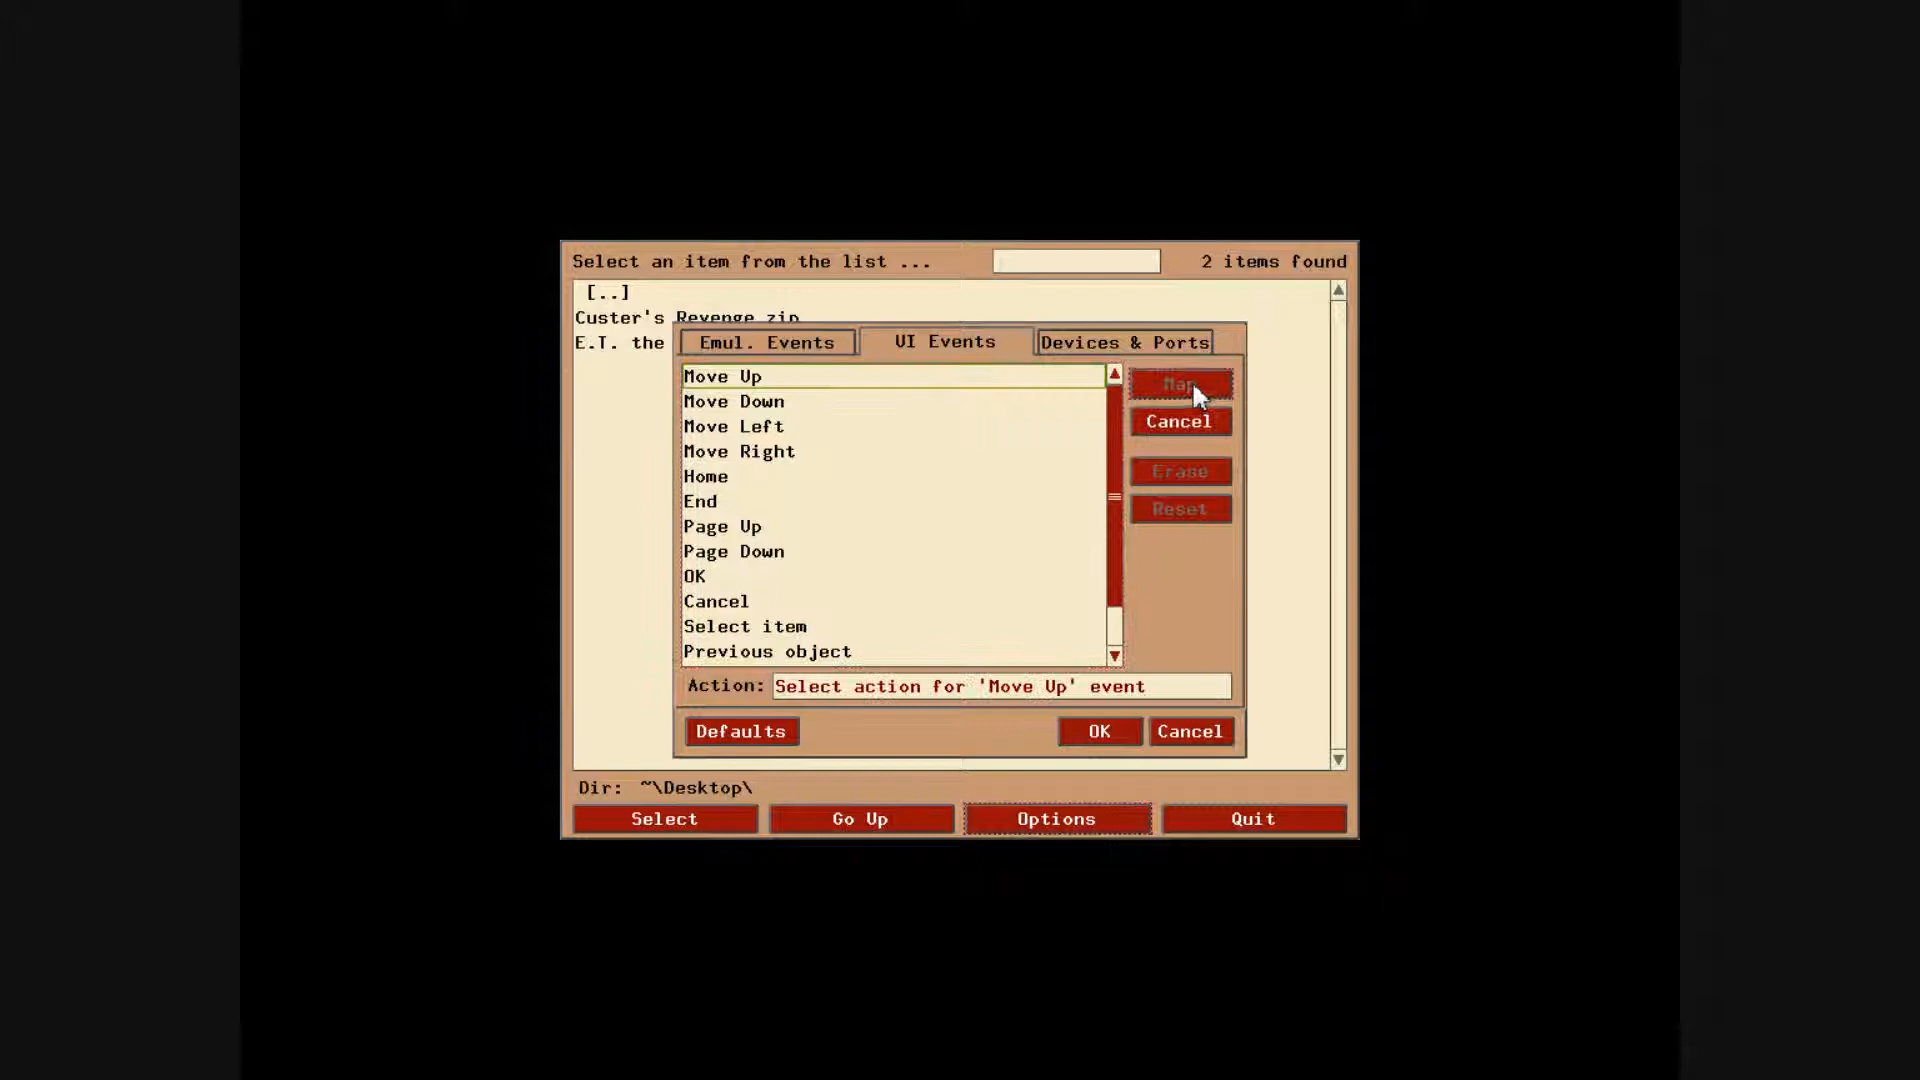 Select an item from the list ...
2 items found
[..]
Custer's Revenge zip
E.T. the
Emul. Events
UI Events
Devices & Ports
Move Up
Move Down
Move Left
Move Right
Home
End
Page Up
Page Down
OK
Cancel
Select item
Previous object
Map
Cancel
Erase
Reset
Action: Select action for 'Move Up' event
Defaults
OK
Cancel
Dir: ~\Desktop\
Select
Go Up
Options
Quit